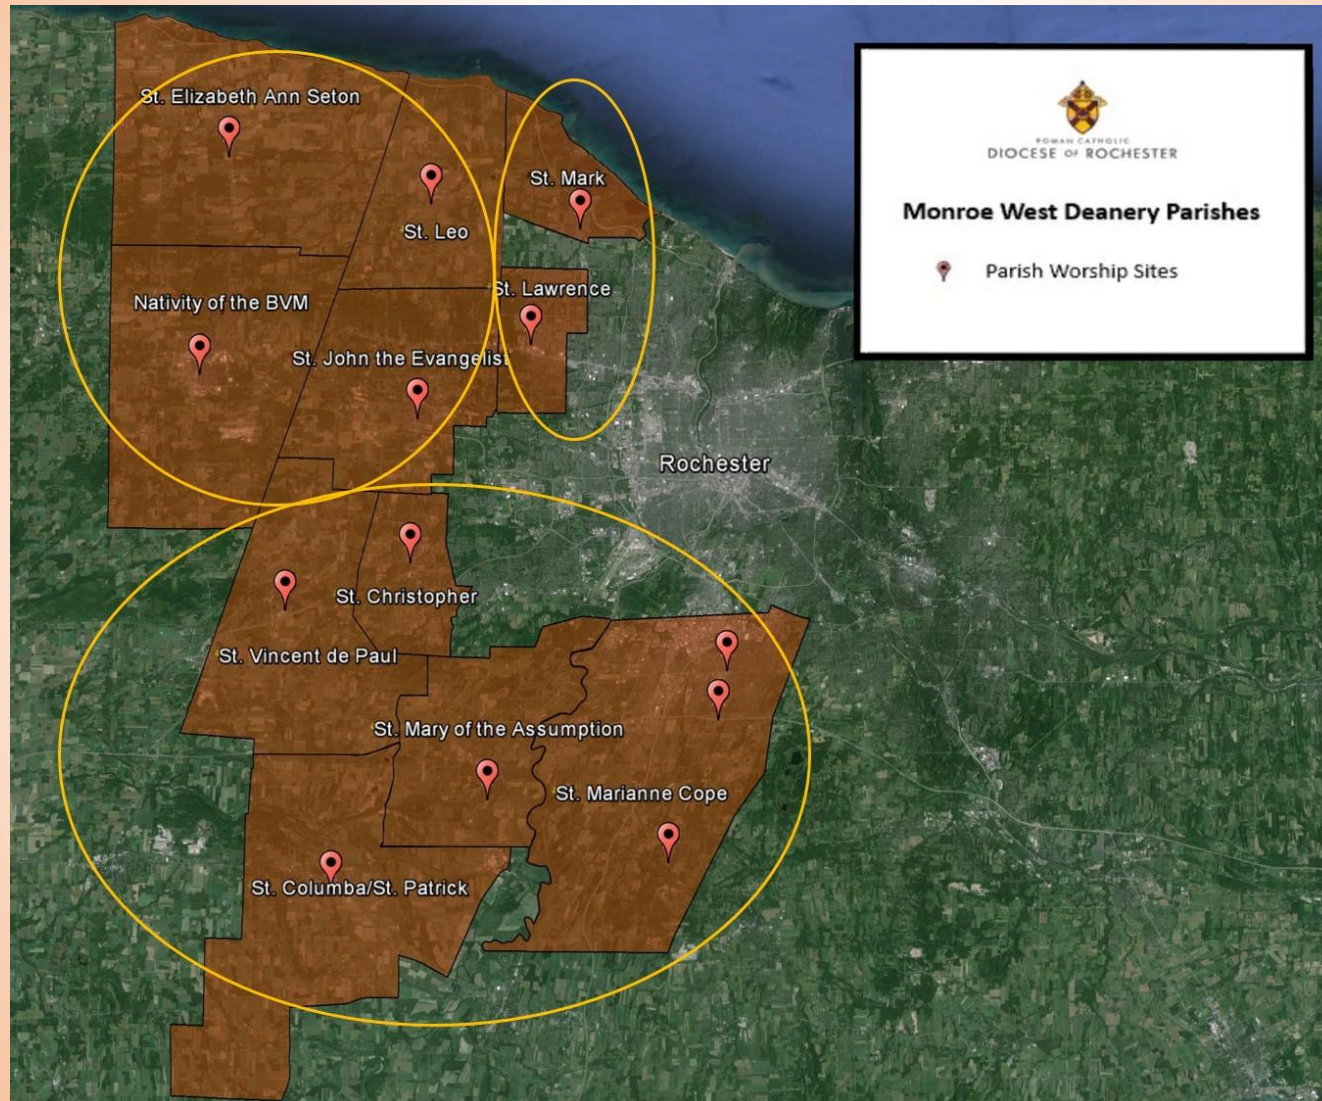 St. Elizabeth Ann Seton
St. Mark
St. Leo
St. Lawrence
Nativity of the BVM
St. John the Evangelist
Rochester
St. Christopher
St. Vincent de Paul
St. Mary of the Assumption
St. Marianne Cope
St. Columba/St. Patrick
ROMAN CATHOLIC
DIOCESE OF ROCHESTER
Monroe West Deanery Parishes
Parish Worship Sites